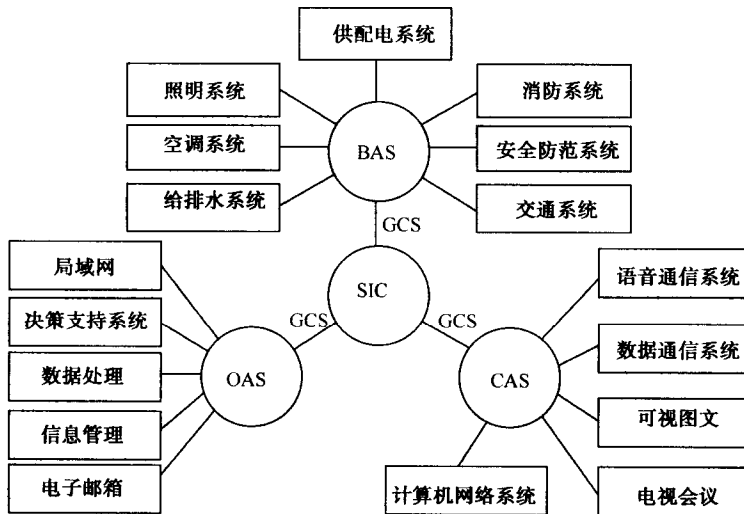 供配电系统
照明系统
消防系统
空调系统
BAS
安全防范系统
给排水系统
交通系统
GCS
局域网
SIC
语音通信系统
决策支持系统
GCS
GCS
数据通信系统
数据处理
OAS
CAS
可视图文
信息管理
电子邮箱
计算机网络系统
电视会议